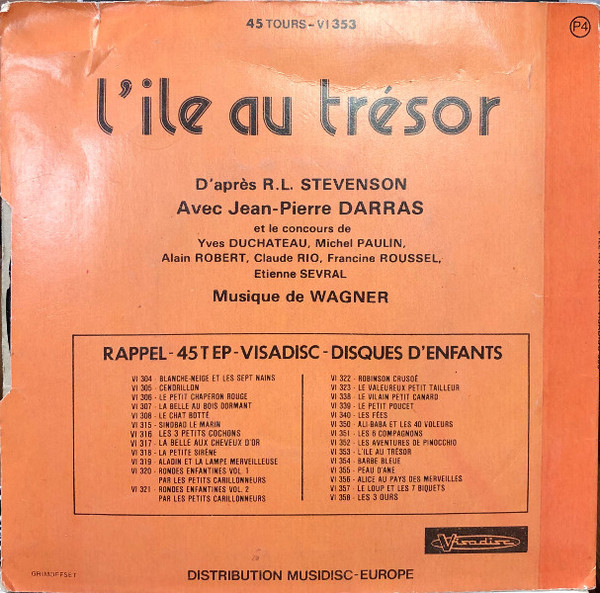 45 TOURS - VI 353
P4
l'ile au trésor
D'après R.L. STEVENSON
Avec Jean-Pierre DARRAS
et le concours de
Yves DUCHATEAU, Michel PAULIN,
Alain ROBERT, Claude RIO, Francine ROUSSEL,
Etienne SEVRAL
Musique de WAGNER
RAPPEL - 45 T EP - VISADISC - DISQUES D'ENFANTS
VI 304 - BLANCHE-NEIGE ET LES SEPT NAINS
VI 305 - CENDRILLON
VI 306 - LE PETIT CHAPERON ROUGE
VI 307 - LA BELLE AU BOIS DORMANT
VI 308 - LE CHAT BOTTÉ
VI 315 - SINDBAD LE MARIN
VI 316 - LES 3 PETITS COCHONS
VI 317 - LA BELLE AUX CHEVEUX D'OR
VI 318 - LA PETITE SIRÈNE
VI 319 - ALADIN ET LA LAMPE MERVEILLEUSE
VI 320 - RONDES ENFANTINES VOL. 1
PAR LES PETITS CARILLONNEURS
VI 321 - RONDES ENFANTINES VOL. 2
PAR LES PETITS CARILLONNEURS
VI 322 - ROBINSON CRUSOÉ
VI 323 - LE VALEUREUX PETIT TAILLEUR
VI 338 - LE VILAIN PETIT CANARD
VI 339 - LE PETIT POUCET
VI 340 - LES FÉES
VI 350 - ALI-BABA ET LES 40 VOLEURS
VI 351 - LES 6 COMPAGNONS
VI 352 - LES AVENTURES DE PINOCCHIO
VI 353 - L'ILE AU TRÉSOR
VI 354 - BARBE BLEUE
VI 355 - PEAU D'ANE
VI 356 - ALICE AU PAYS DES MERVEILLES
VI 357 - LE LOUP ET LES 7 BIQUETS
VI 358 - LES 3 OURS
Visadisc
DISTRIBUTION MUSIDISC-EUROPE